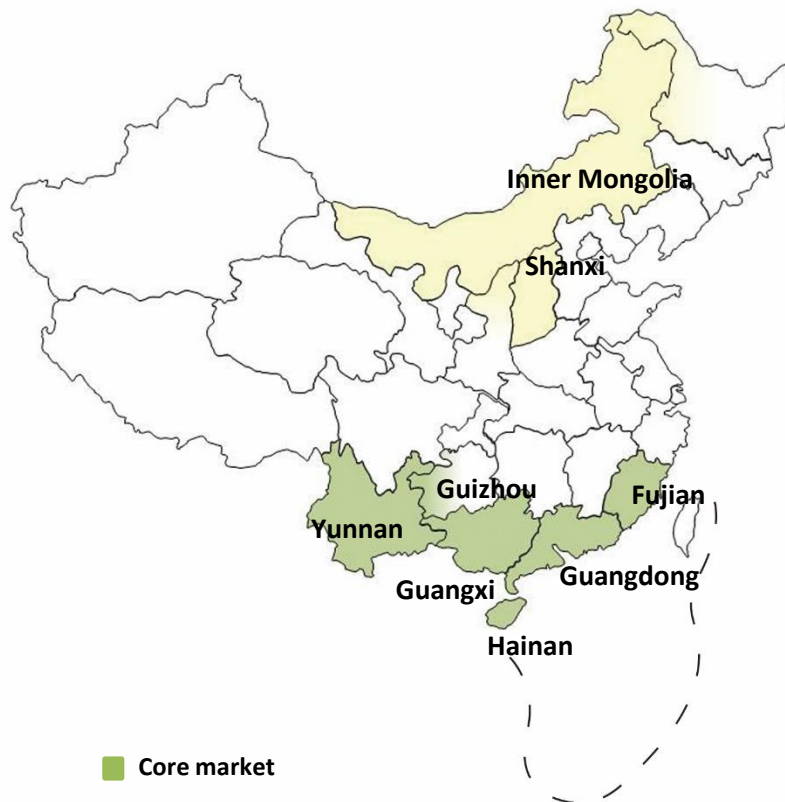 Inner Mongolia
Shanxi
Guizhou
Fujian
Yunnan
Guangdong
Guangxi
Hainan
Core market